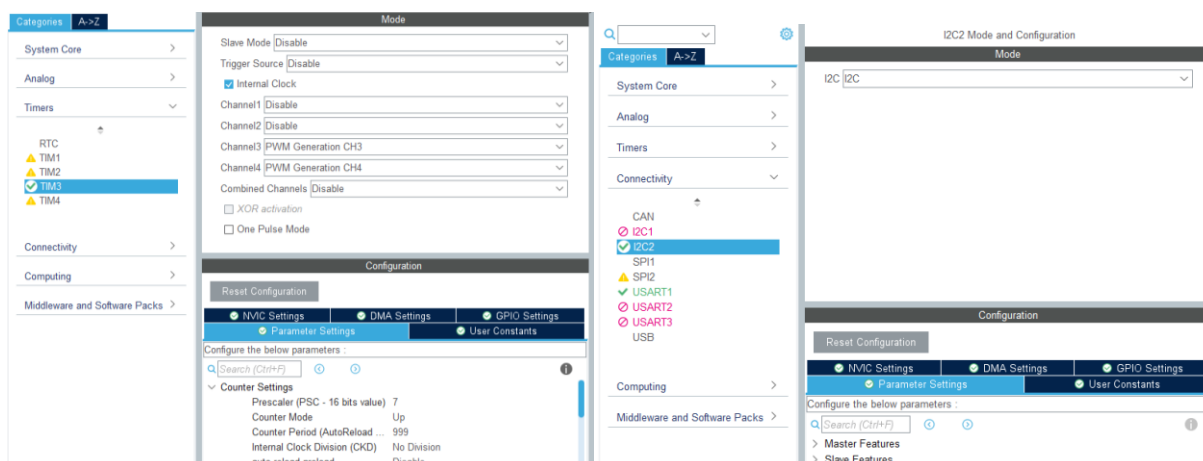 Categories A->Z
System Core
Analog
Timers
RTC
TIM1
TIM2
TIM3
TIM4
Connectivity
Computing
Middleware and Software Packs
Mode
Slave Mode Disable
Trigger Source Disable
Internal Clock
Channel1 Disable
Channel2 Disable
Channel3 PWM Generation CH3
Channel4 PWM Generation CH4
Combined Channels Disable
XOR activation
One Pulse Mode
Configuration
Reset Configuration
NVIC Settings DMA Settings GPIO Settings
Parameter Settings User Constants
Configure the below parameters :
Search (Ctrl+F)
Counter Settings
Prescaler (PSC - 16 bits value) 7
Counter Mode Up
Counter Period (AutoReload ... 999
Internal Clock Division (CKD) No Division
auto-reload preload Disable
Categories A->Z
System Core
Analog
Timers
Connectivity
CAN
I2C1
I2C2
SPI1
SPI2
USART1
USART2
USART3
USB
Computing
Middleware and Software Packs
I2C2 Mode and Configuration
Mode
I2C I2C
Configuration
Reset Configuration
NVIC Settings DMA Settings GPIO Settings
Parameter Settings User Constants
Configure the below parameters :
Search (Ctrl+F)
Master Features
Slave Features